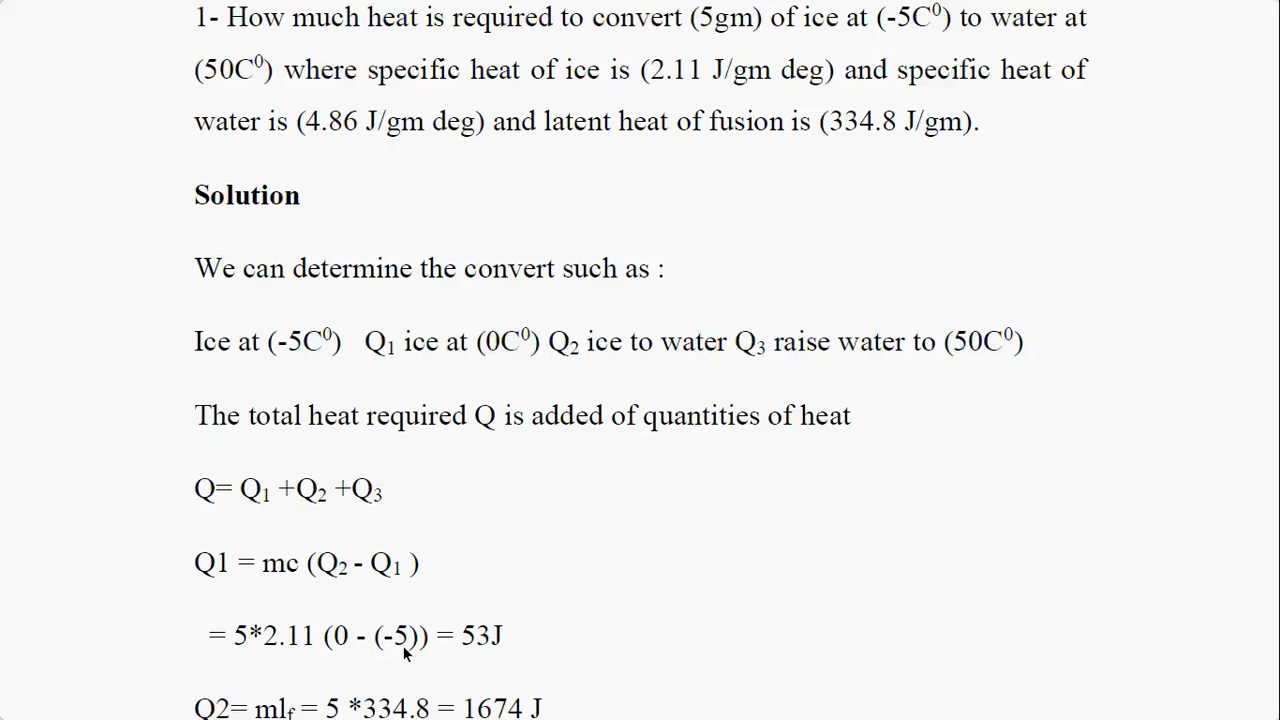 1- How much heat is required to convert (5gm) of ice at (-5C⁰) to water at
(50C⁰) where specific heat of ice is (2.11 J/gm deg) and specific heat of
water is (4.86 J/gm deg) and latent heat of fusion is (334.8 J/gm).
Solution
We can determine the convert such as :
Ice at (-5C⁰) Q₁ ice at (0C⁰) Q₂ ice to water Q₃ raise water to (50C⁰)
The total heat required Q is added of quantities of heat
Q= Q₁ +Q₂ +Q₃
Q1 = mc (Q₂ - Q₁ )
= 5*2.11 (0 - (-5)) = 53J
Q2= mlf = 5 *334.8 = 1674 J